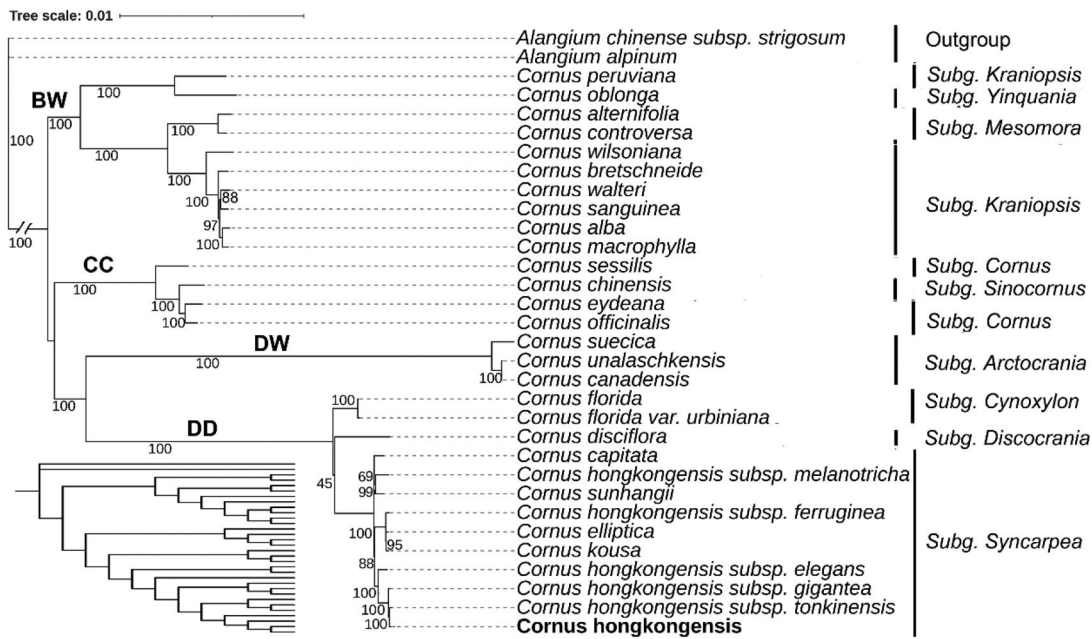 Tree scale: 0.01
Alangium chinense subsp. strigosum
Outgroup
Alangium alpinum
Cornus peruviana
Subg. Kraniopsis
100
BW
Cornus oblonga
Subg. Yinquania
100
Cornus alternifolia
100
Cornus controversa
Subg. Mesomora
100
100
Cornus wilsoniana
100
Cornus bretschneide
100
88
Cornus walteri
Cornus sanguinea
Subg. Kraniopsis
97
Cornus alba
100
100
Cornus macrophylla
CC
Cornus sessilis
Subg. Cornus
100
Cornus chinensis
Subg. Sinocornus
100
Cornus eydeana
100
Cornus officinalis
Subg. Cornus
DW
Cornus suecica
100
Cornus unalaschkensis
Subg. Arctocrania
100
Cornus canadensis
100
100
Cornus florida
Subg. Cynoxylon
Cornus florida var. urbiniana
DD
Cornus disciflora
Subg. Discocrania
100
Cornus capitata
45
69
Cornus hongkongensis subsp. melanotricha
99
Cornus sunhangii
Cornus hongkongensis subsp. ferruginea
100
Cornus elliptica
Subg. Syncarpea
95
Cornus kousa
88
Cornus hongkongensis subsp. elegans
100
Cornus hongkongensis subsp. gigantea
100
Cornus hongkongensis subsp. tonkinensis
100
Cornus hongkongensis